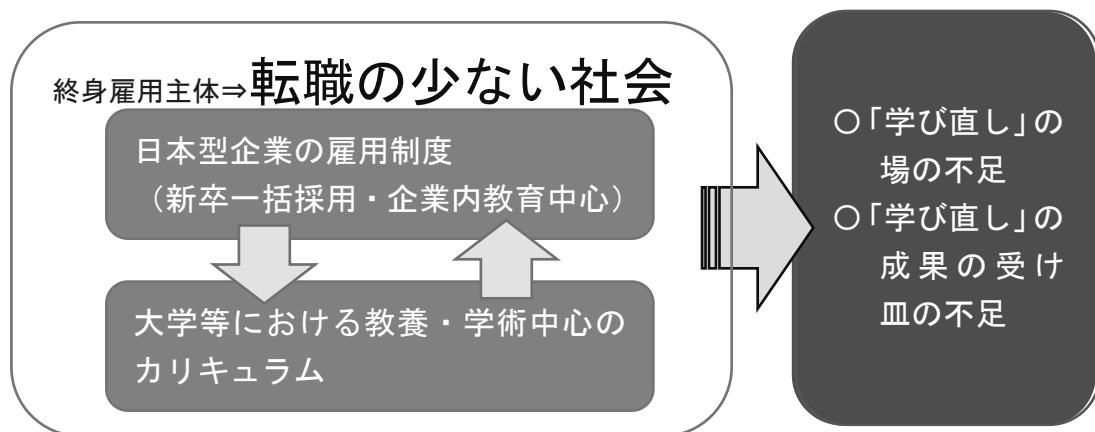 終身雇用主体⇒転職の少ない社会
日本型企業の雇用制度
（新卒一括採用・企業内教育中心）
大学等における教養・学術中心の
カリキュラム
○「学び直し」の
場の不足
○「学び直し」の
成果の受け
皿の不足